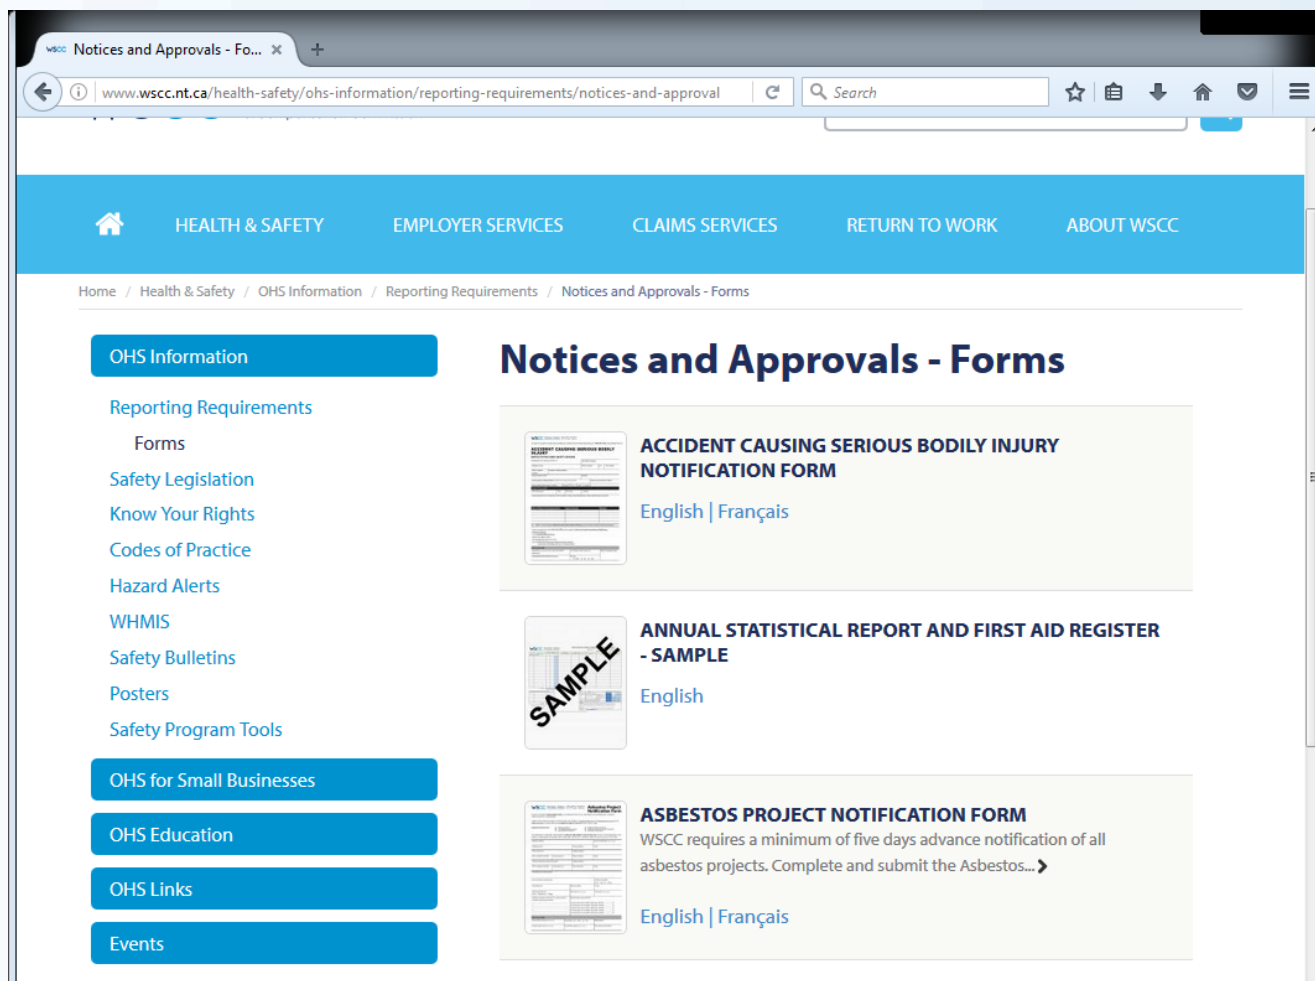 wscc Notices and Approvals - Fo...
www.wscc.nt.ca/health-safety/ohs-information/reporting-requirements/notices-and-approval
Search
HEALTH & SAFETY EMPLOYER SERVICES CLAIMS SERVICES RETURN TO WORK ABOUT WSCC
Home / Health & Safety / OHS Information / Reporting Requirements / Notices and Approvals - Forms
OHS Information
Reporting Requirements
Forms
Safety Legislation
Know Your Rights
Codes of Practice
Hazard Alerts
WHMIS
Safety Bulletins
Posters
Safety Program Tools
OHS for Small Businesses
OHS Education
OHS Links
Events
Notices and Approvals - Forms
ACCIDENT CAUSING SERIOUS BODILY INJURY
NOTIFICATION FORM
English | Français
SAMPLE
ANNUAL STATISTICAL REPORT AND FIRST AID REGISTER
- SAMPLE
English
ASBESTOS PROJECT NOTIFICATION FORM
WSCC requires a minimum of five days advance notification of all
asbestos projects. Complete and submit the Asbestos...
English | Français